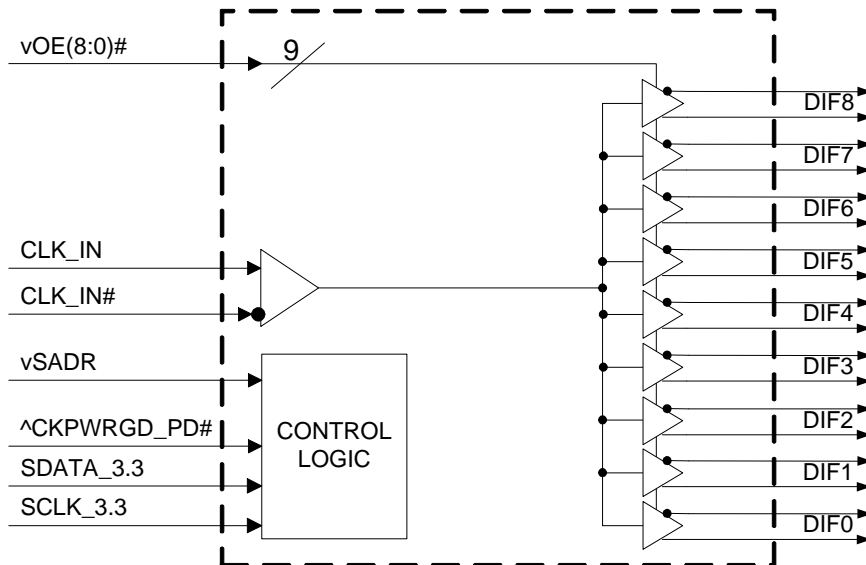 vOE(8:0)#
9
DIF8
DIF7
DIF6
CLK_IN
DIF5
CLK_IN#
DIF4
vSADR
DIF3
^CKPWRGD_PD#
CONTROL
LOGIC
DIF2
SDATA_3.3
DIF1
SCLK_3.3
DIF0